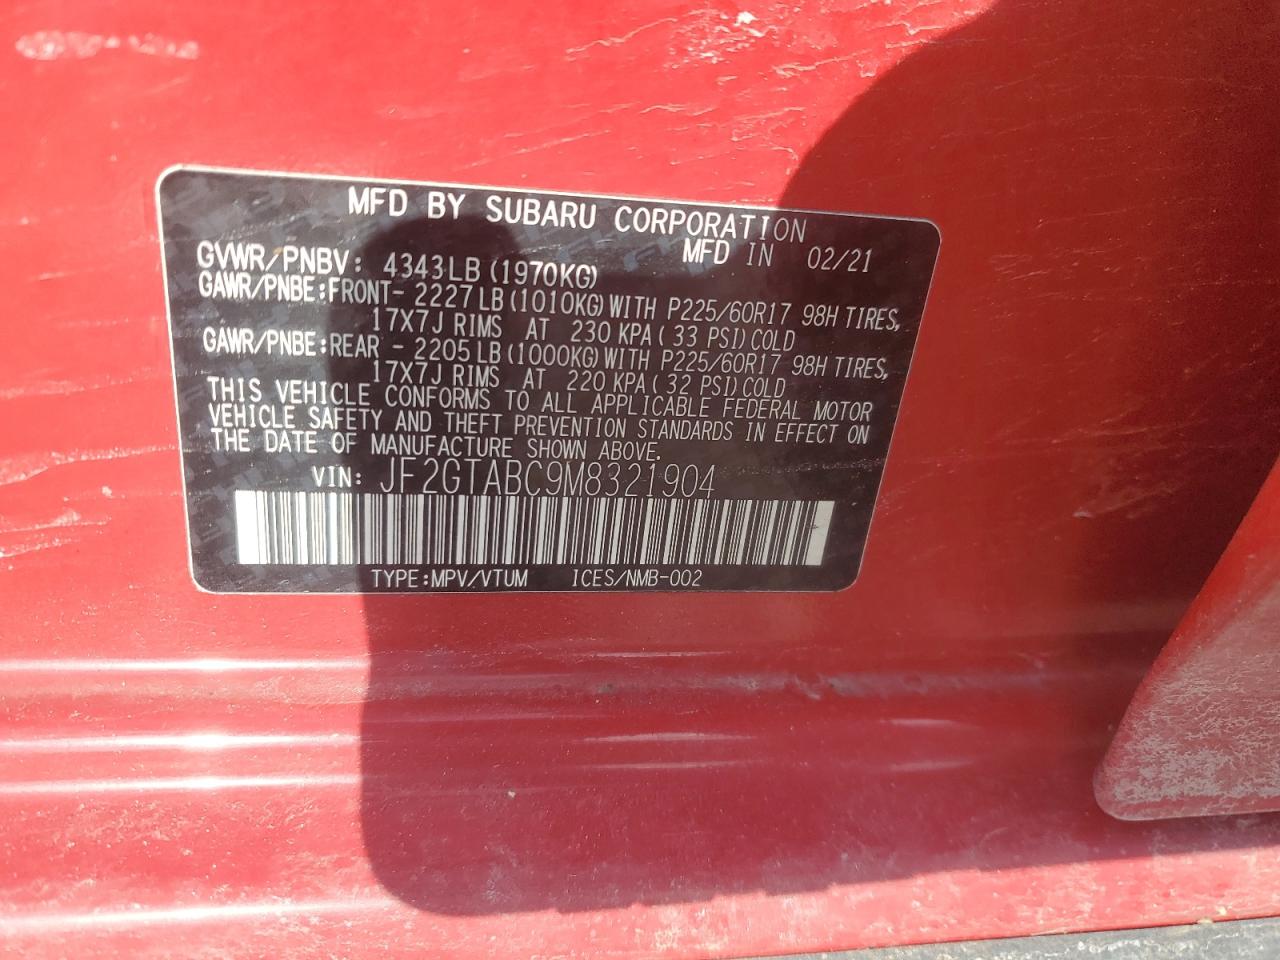 MFD BY SUBARU CORPORATION
MFD IN 02/21
GVWR/PNBV: 4343LB(1970KG)
GAWR/PNBE:FRONT- 2227LB(1010KG)WITH P225/60R17 98H TIRES,
17X7J RIMS AT 230 KPA(33 PSI)COLD
GAWR/PNBE:REAR - 2205LB(1000KG)WITH P225/60R17 98H TIRES,
17X7J RIMS AT 220 KPA(32 PSI)COLD
THIS VEHICLE CONFORMS TO ALL APPLICABLE FEDERAL MOTOR
VEHICLE SAFETY AND THEFT PREVENTION STANDARDS IN EFFECT ON
THE DATE OF MANUFACTURE SHOWN ABOVE.
VIN: JF2GTABC9M8321904
TYPE:MPV/VTUM ICES/NMB-002